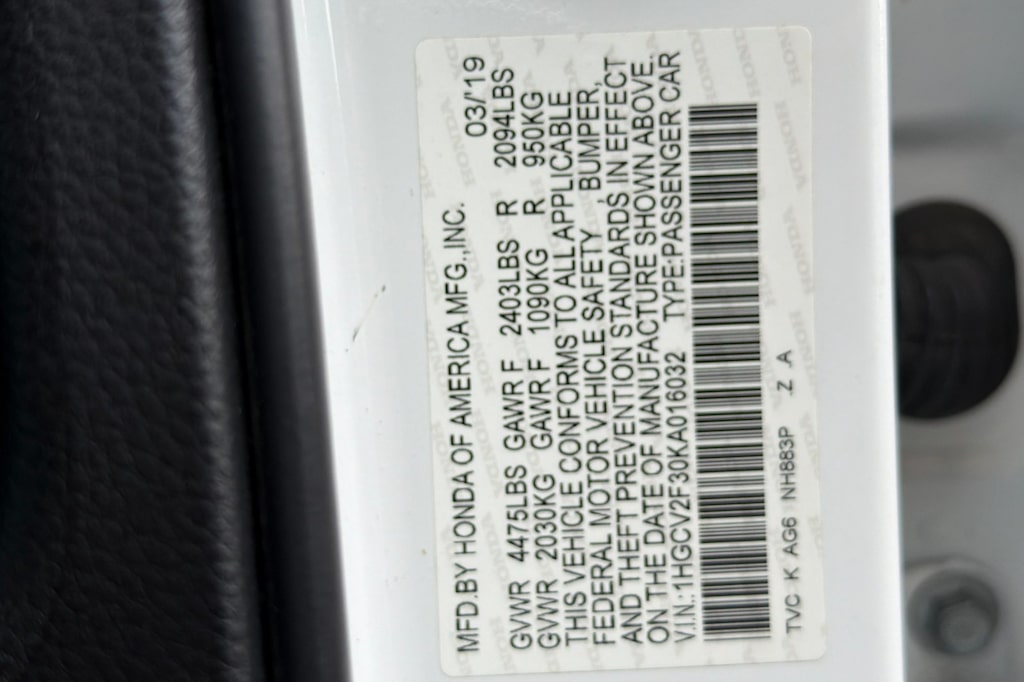 MFD.BY HONDA OF AMERICA MFG.,INC. 03/'19
GVWR 4475LBS GAWR F 2403LBS R 2094LBS
GVWR 2030KG GAWR F 1090KG R 950KG
THIS VEHICLE CONFORMS TO ALL APPLICABLE
FEDERAL MOTOR VEHICLE SAFETY, BUMPER,
AND THEFT PREVENTION STANDARDS IN EFFECT
ON THE DATE OF MANUFACTURE SHOWN ABOVE.
V.I.N.:1HGCV2F30KA016032 TYPE:PASSENGER CAR
TVC K AG6 NH883P Z A